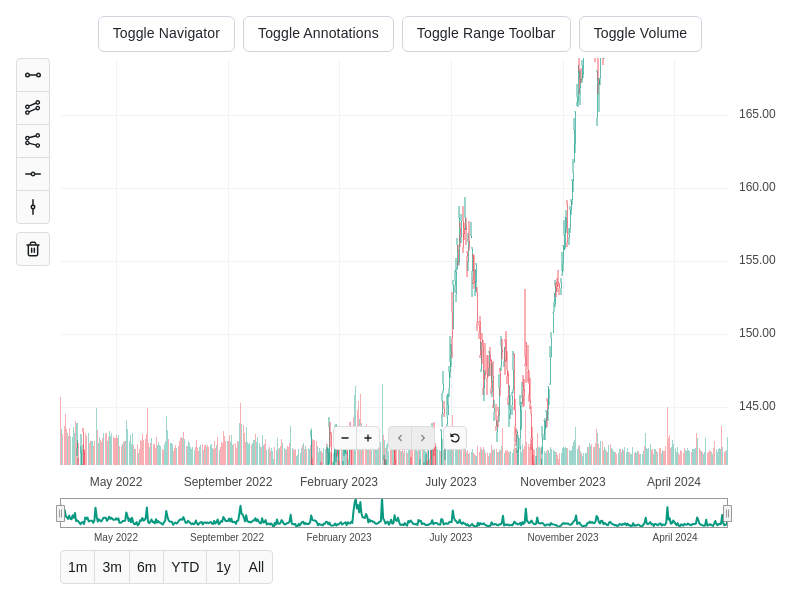 Toggle Navigator Toggle Annotations Toggle Range Toolbar Toggle Volume
165.00
160.00
155.00
150.00
145.00
May 2022 September 2022 February 2023 July 2023 November 2023 April 2024
May 2022 September 2022 February 2023 July 2023 November 2023 April 2024
1m 3m 6m YTD 1y All